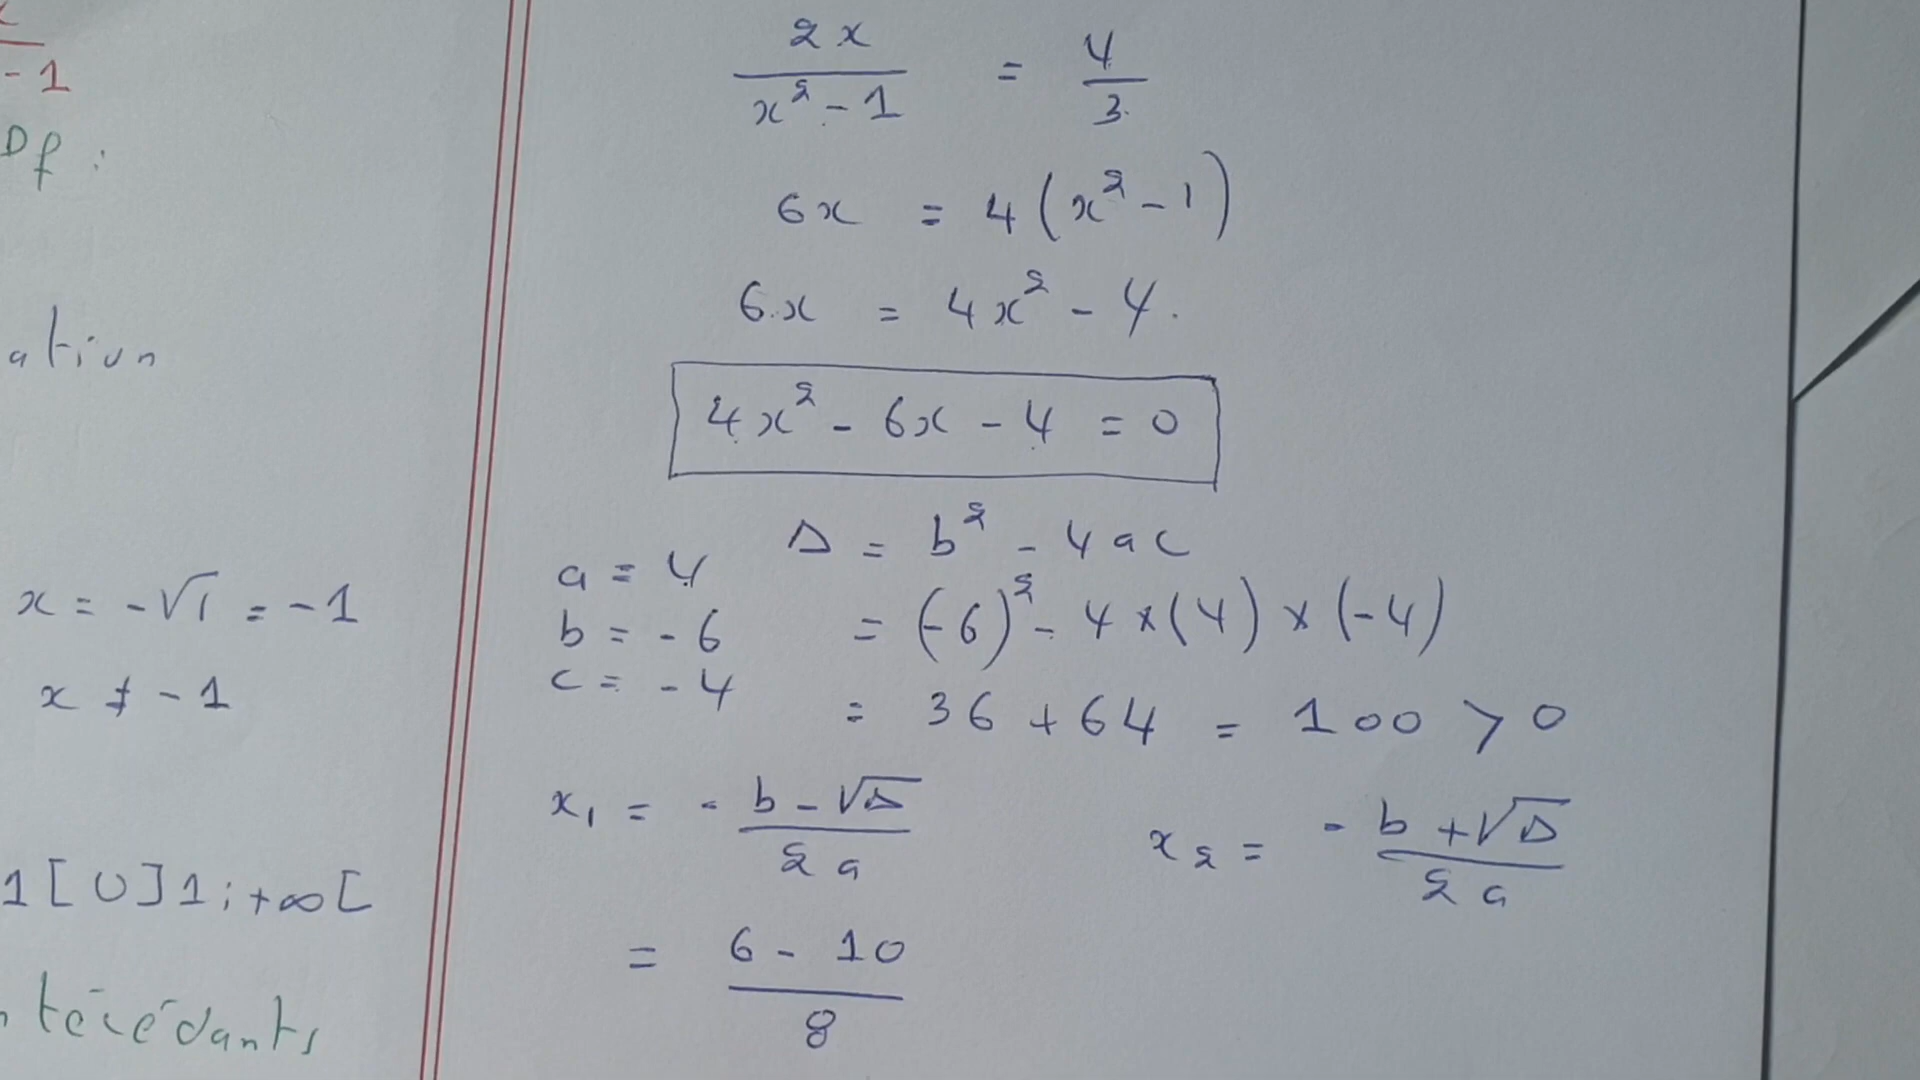 -1
Df :
ation
x = -√1 = -1
x ≠ -1
1[∪]1;+∞[
técédants
2x / x² - 1 = 4 / 3
6x = 4(x² - 1)
6x = 4x² - 4.
4x² - 6x - 4 = 0
Δ = b² - 4ac
a = 4
b = -6
c = -4
= (-6)² - 4×(4)×(-4)
= 36 + 64 = 100 > 0
x₁ = - b - √Δ / 2a
x₂ = - b + √Δ / 2a
= 6 - 10 / 8